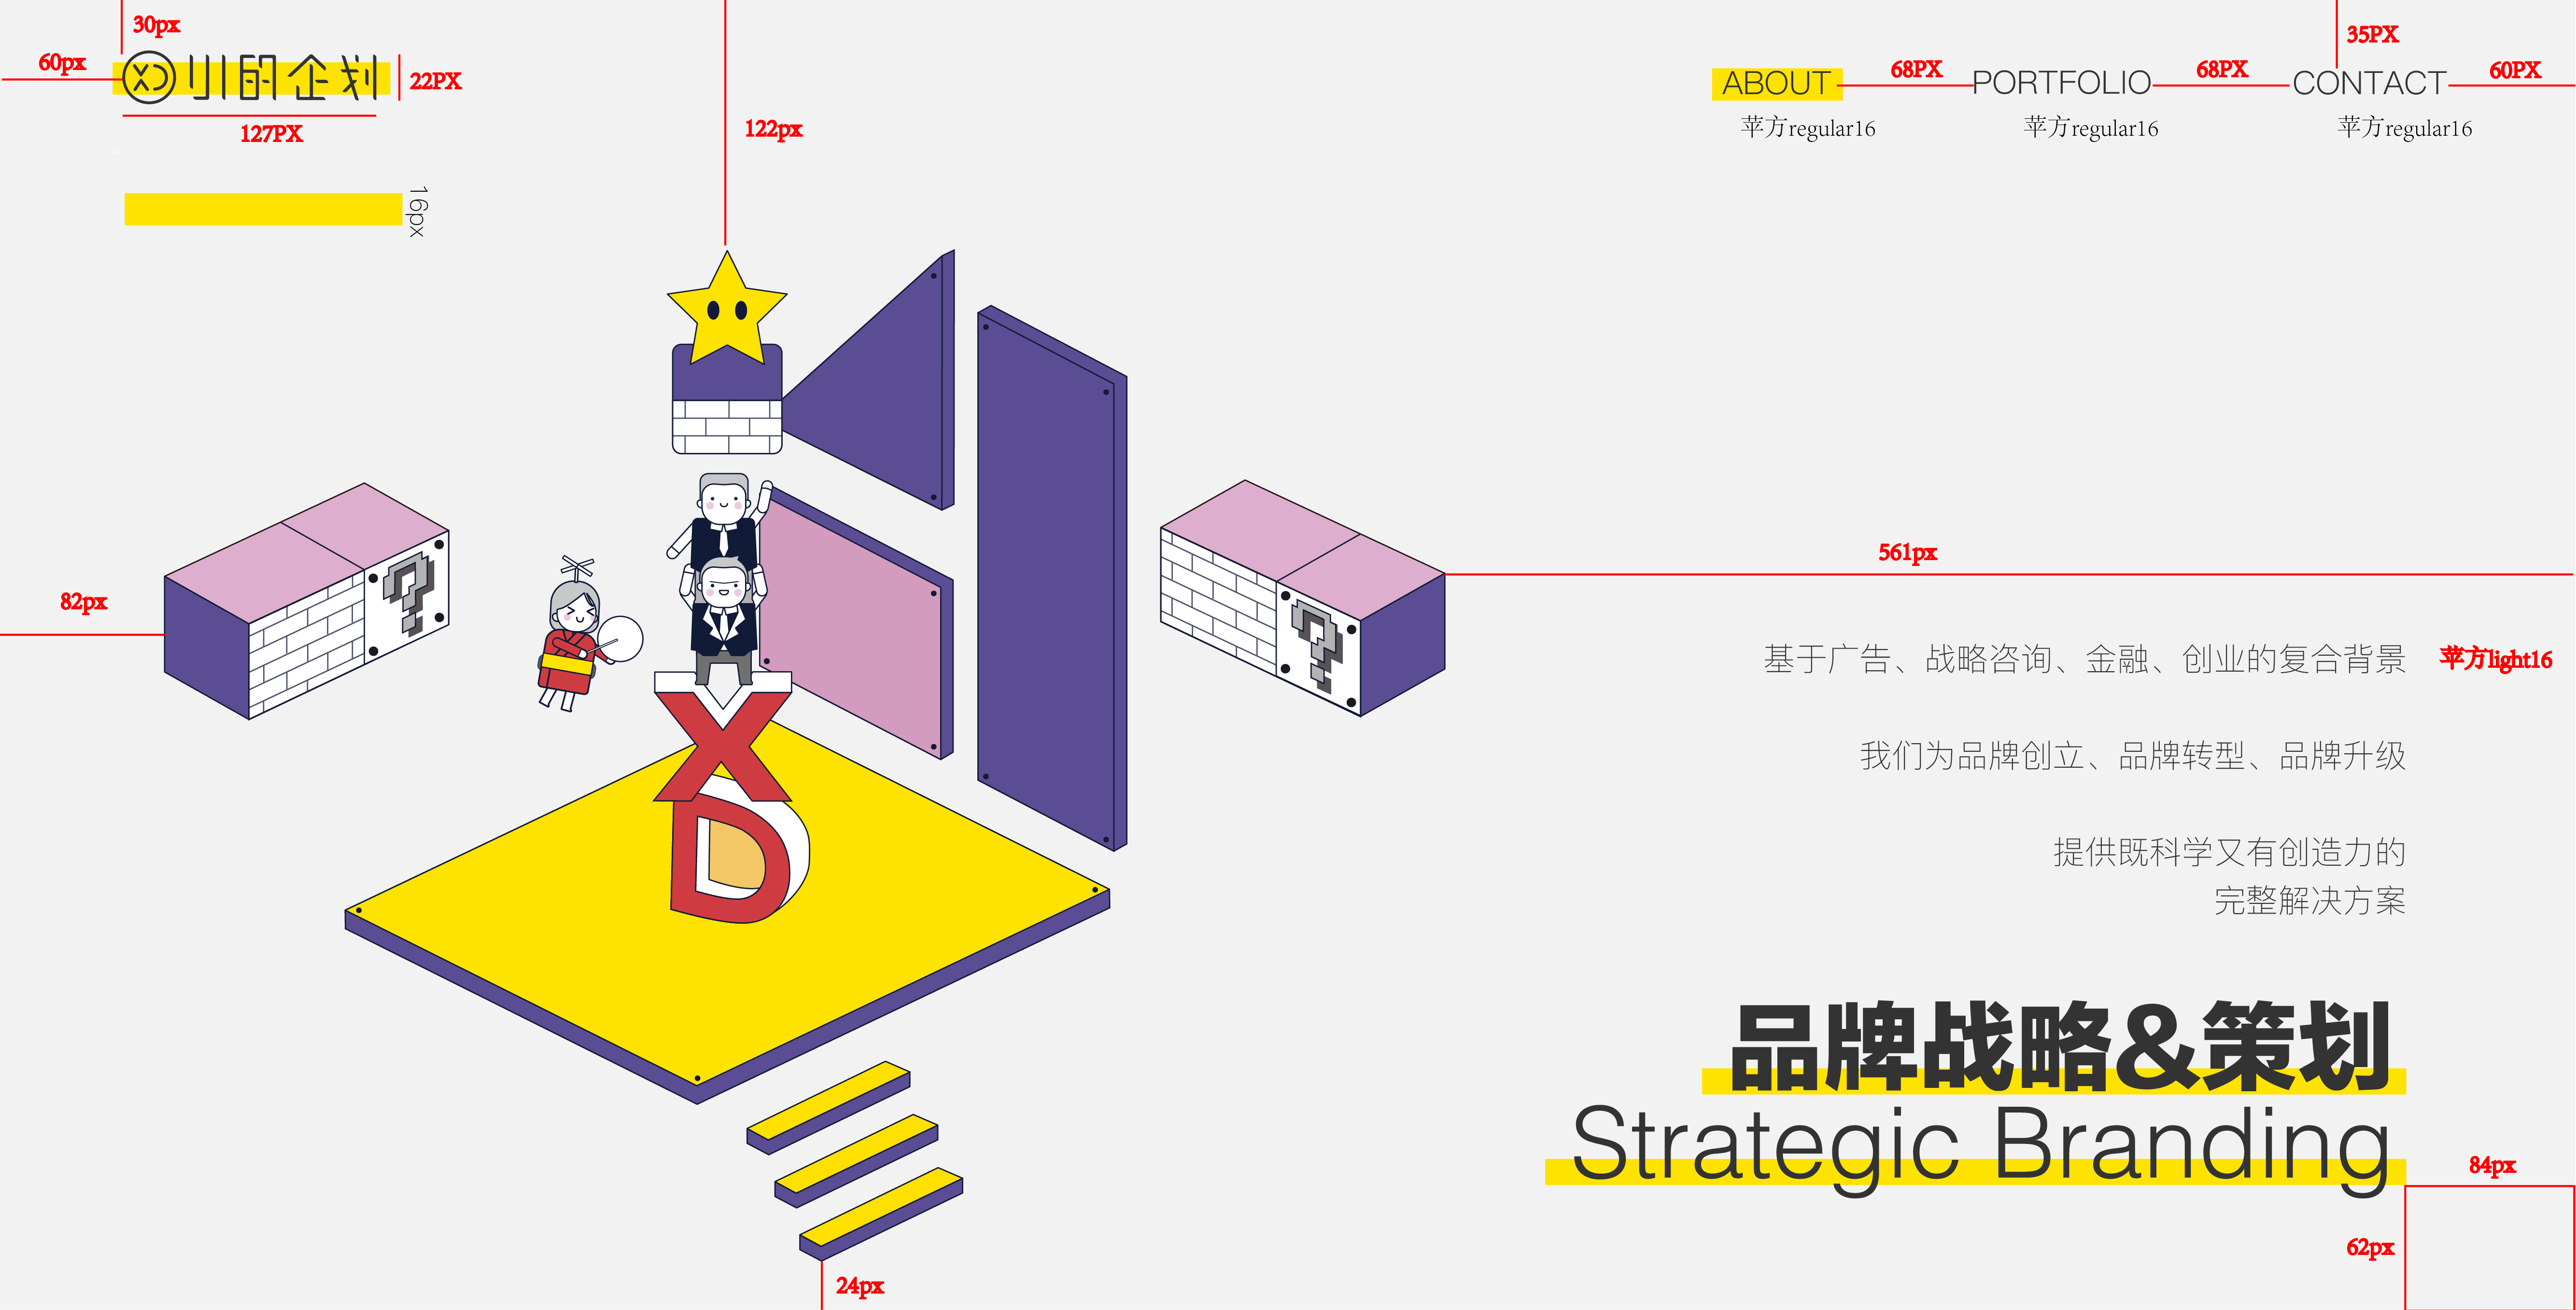 30px
60px
小的企划
22PX
127PX
16px
122px
35PX
ABOUT
68PX
PORTFOLIO
68PX
CONTACT
60PX
苹方regular16
苹方regular16
苹方regular16
?
?
82px
561px
X
D
基于广告、战略咨询、金融、创业的复合背景
苹方light16
我们为品牌创立、品牌转型、品牌升级
提供既科学又有创造力的
完整解决方案
品牌战略&策划
Strategic Branding
84px
62px
24px